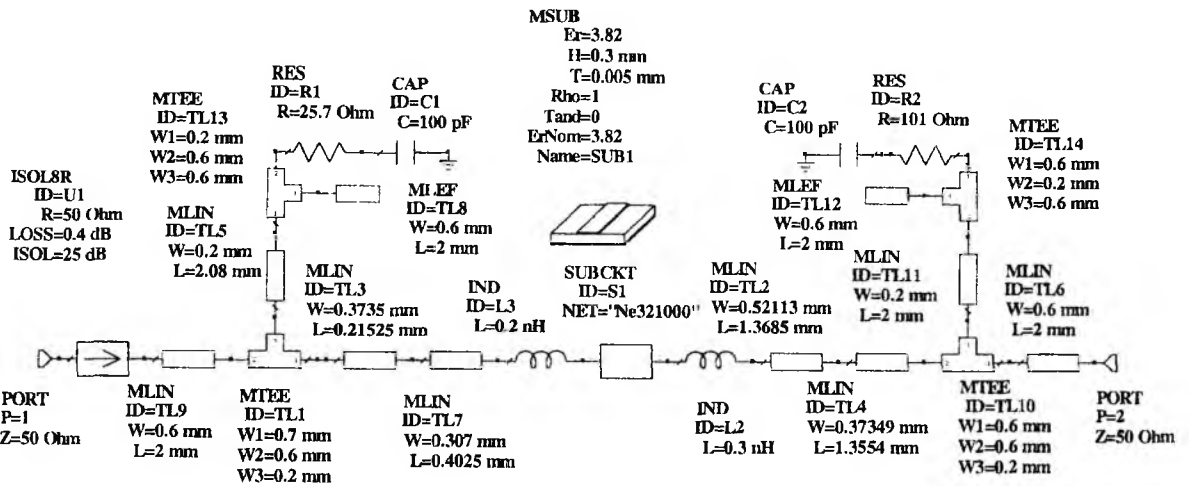 MSUB
Er=3.82
H=0.3 mm
T=0.005 mm
Rho=1
Tand=0
ErNom=3.82
Name=SUB1
RES
ID=R1
R=25.7 Ohm
CAP
ID=C1
C=100 pF
CAP
ID=C2
C=100 pF
RES
ID=R2
R=101 Ohm
MTEE
ID=TL13
W1=0.2 mm
W2=0.6 mm
W3=0.6 mm
MTEE
ID=TL14
W1=0.6 mm
W2=0.2 mm
W3=0.6 mm
ISOL8R
ID=U1
R=50 Ohm
LOSS=0.4 dB
ISOL=25 dB
MLIN
ID=TL5
W=0.2 mm
L=2.08 mm
MLEF
ID=TL8
W=0.6 mm
L=2 mm
MLEF
ID=TL12
W=0.6 mm
L=2 mm
MLIN
ID=TL3
W=0.3735 mm
L=0.21525 mm
IND
ID=L3
L=0.2 nH
SUBCKT
ID=S1
NET="Ne321000"
MLIN
ID=TL2
W=0.52113 mm
L=1.3685 mm
MLIN
ID=TL11
W=0.2 mm
L=2 mm
MLIN
ID=TL6
W=0.6 mm
L=2 mm
PORT
P=1
Z=50 Ohm
MLIN
ID=TL9
W=0.6 mm
L=2 mm
MTEE
ID=TL1
W1=0.7 mm
W2=0.6 mm
W3=0.2 mm
MLIN
ID=TL7
W=0.307 mm
L=0.4025 mm
IND
ID=L2
L=0.3 nH
MLIN
ID=TL4
W=0.37349 mm
L=1.3554 mm
MTEE
ID=TL10
W1=0.6 mm
W2=0.6 mm
W3=0.2 mm
PORT
P=2
Z=50 Ohm